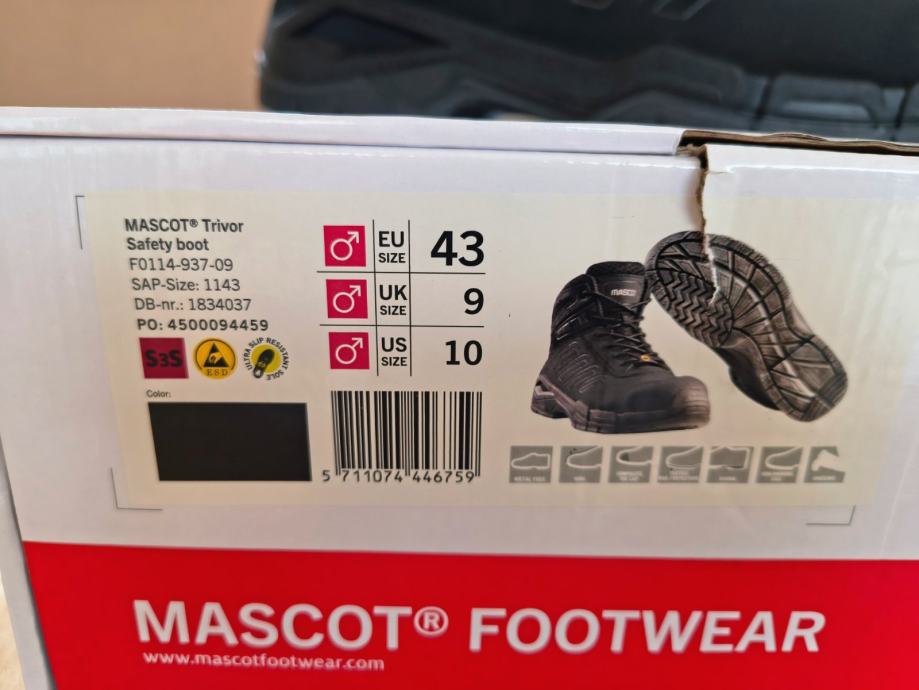 MASCOT® Trivor
Safety boot
F0114-937-09
SAP-Size: 1143
DB-nr.: 1834037
PO: 4500094459
S3S
ESD
ULTRA SLIP RESISTANT SOLE
Color:
EU SIZE 43
UK SIZE 9
US SIZE 10
5 711074 446759
MASCOT
METAL FREE
MASCOT® FOOTWEAR
www.mascotfootwear.com